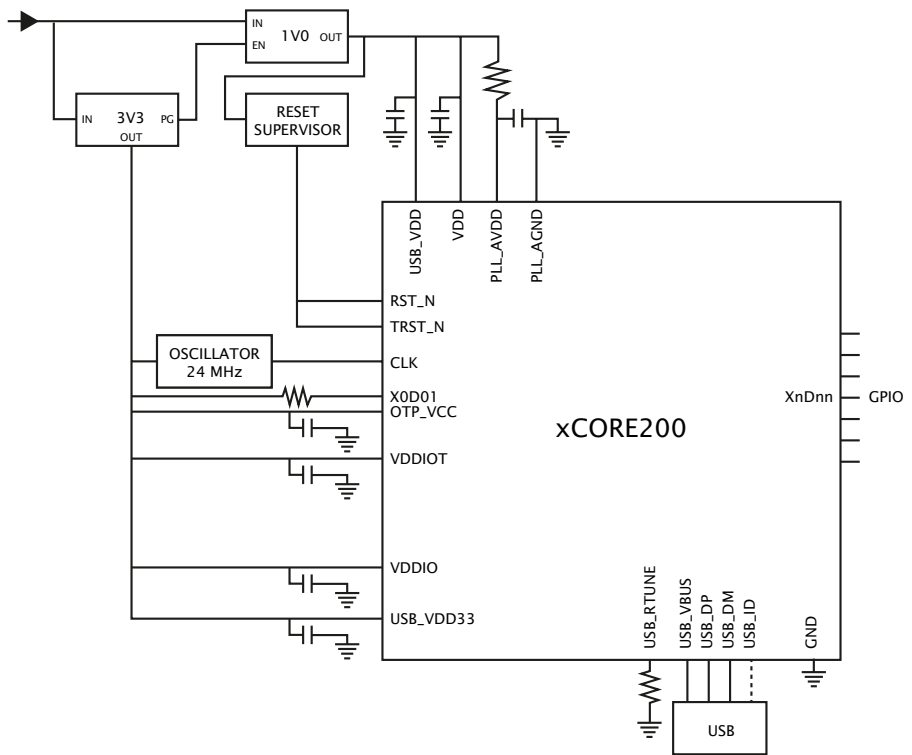 IN
1V0 OUT
EN
IN 3V3 PG
OUT
RESET
SUPERVISOR
USB_VDD
VDD
PLL_AVDD
PLL_AGND
RST_N
TRST_N
OSCILLATOR
24 MHz
CLK
X0D01
OTP_VCC
VDDIOT
VDDIO
USB_VDD33
xCORE200
XnDnn GPIO
USB_RTUNE
USB_VBUS
USB_DP
USB_DM
USB_ID
GND
USB